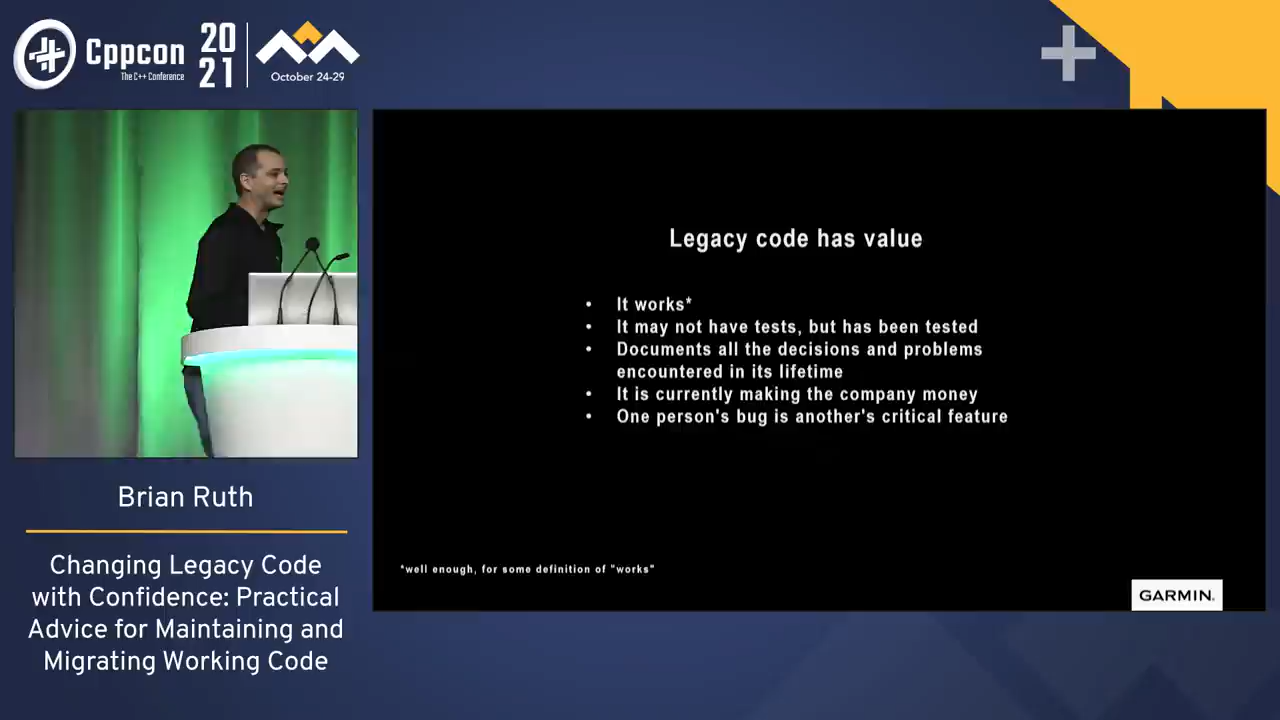 Cppcon
The C++ Conference
20
21
October 24-29
Legacy code has value
• It works*
• It may not have tests, but has been tested
• Documents all the decisions and problems
encountered in its lifetime
• It is currently making the company money
• One person's bug is another's critical feature
*well enough, for some definition of "works"
GARMIN.
Brian Ruth
Changing Legacy Code
with Confidence: Practical
Advice for Maintaining and
Migrating Working Code